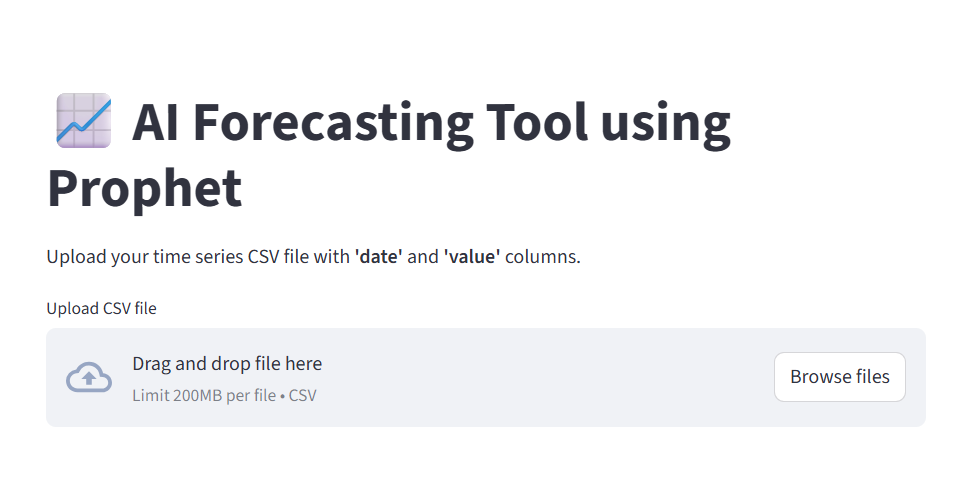 AI Forecasting Tool using
Prophet
Upload your time series CSV file with 'date' and 'value' columns.
Upload CSV file
Drag and drop file here
Limit 200MB per file • CSV
Browse files